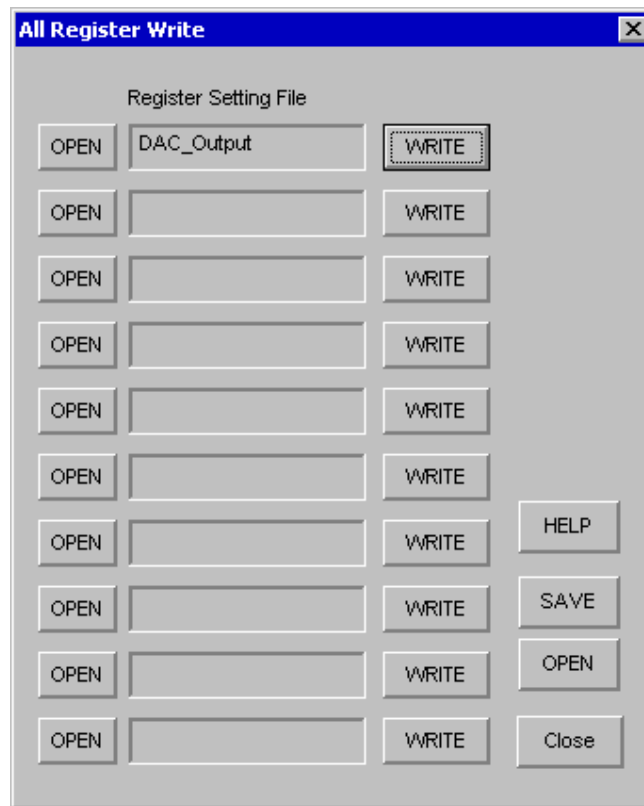 All Register Write
Register Setting File
OPEN DAC_Output WRITE
OPEN WRITE
OPEN WRITE
OPEN WRITE
OPEN WRITE
OPEN WRITE
OPEN WRITE HELP
OPEN WRITE SAVE
OPEN WRITE OPEN
OPEN WRITE Close